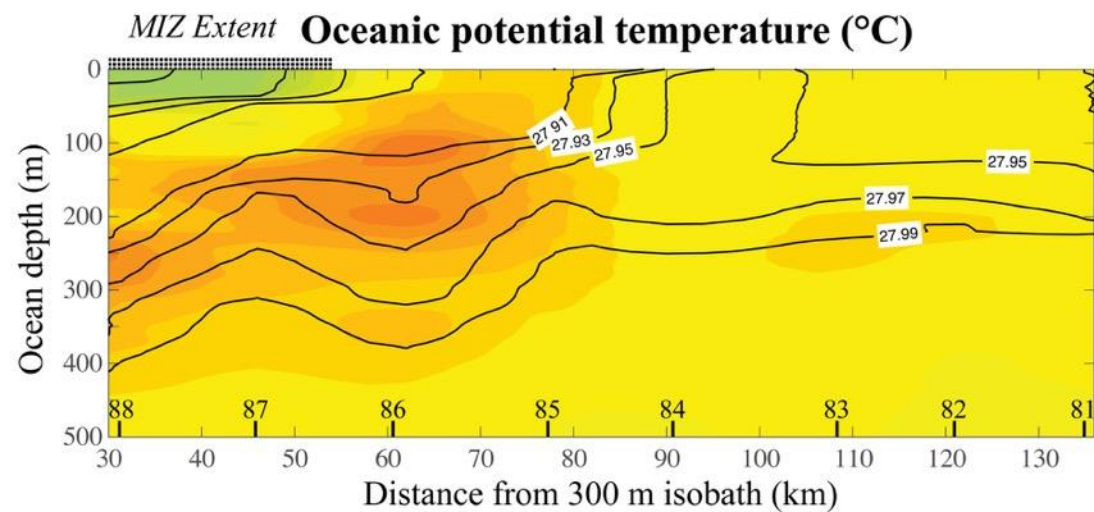 MIZ Extent Oceanic potential temperature (°C)
0
100
200
300
400
500
Ocean depth (m)
27.91
27.93
27.95
27.95
27.97
27.99
88 87 86 85 84 83 82 81
30 40 50 60 70 80 90 100 110 120 130
Distance from 300 m isobath (km)